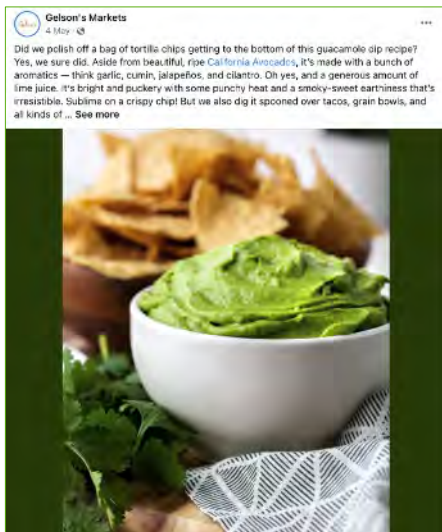 Gelson's Markets
4 May ·
Did we polish off a bag of tortilla chips getting to the bottom of this guacamole dip recipe?
Yes, we sure did. Aside from beautiful, ripe California Avocados, it's made with a bunch of
aromatics — think garlic, cumin, jalapeños, and cilantro. Oh yes, and a generous amount of
lime juice. It's bright and puckery with some punchy heat and a smoky-sweet earthiness that's
irresistible. Sublime on a crispy chip! But we also dig it spooned over tacos, grain bowls, and
all kinds of ... See more